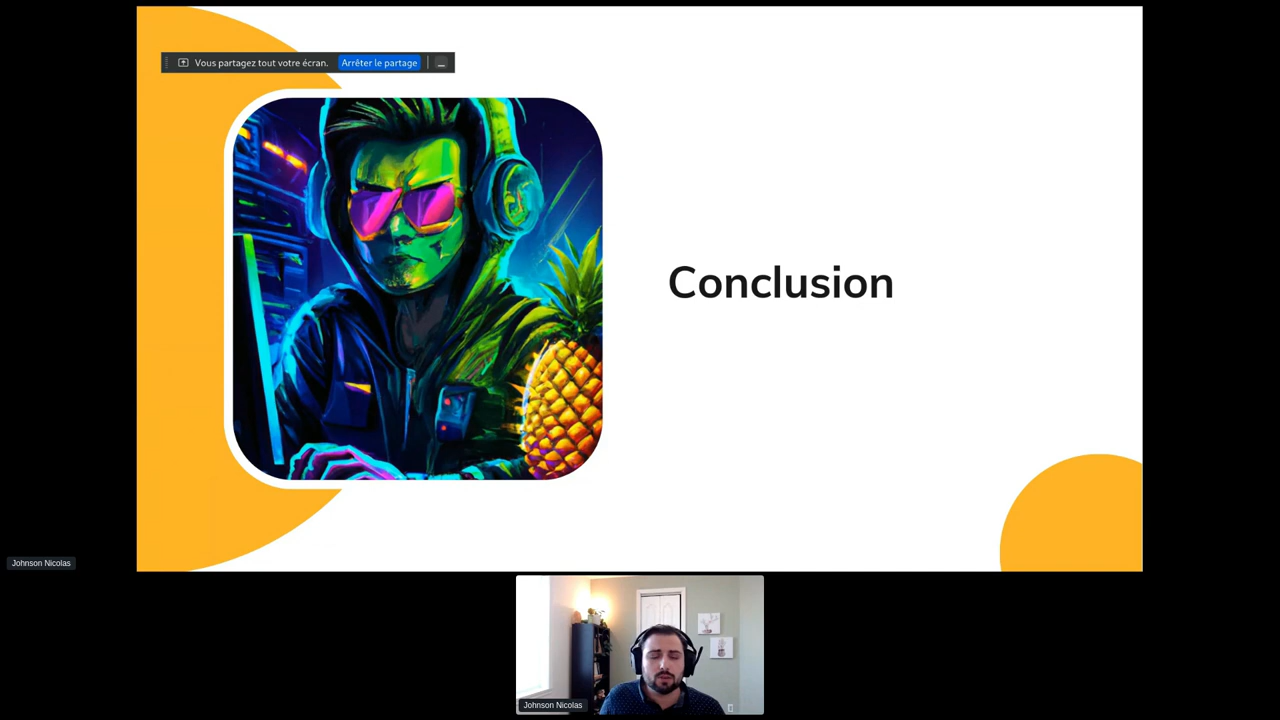 Vous partagez tout votre écran. Arrêter le partage
Conclusion
Johnson Nicolas
Johnson Nicolas